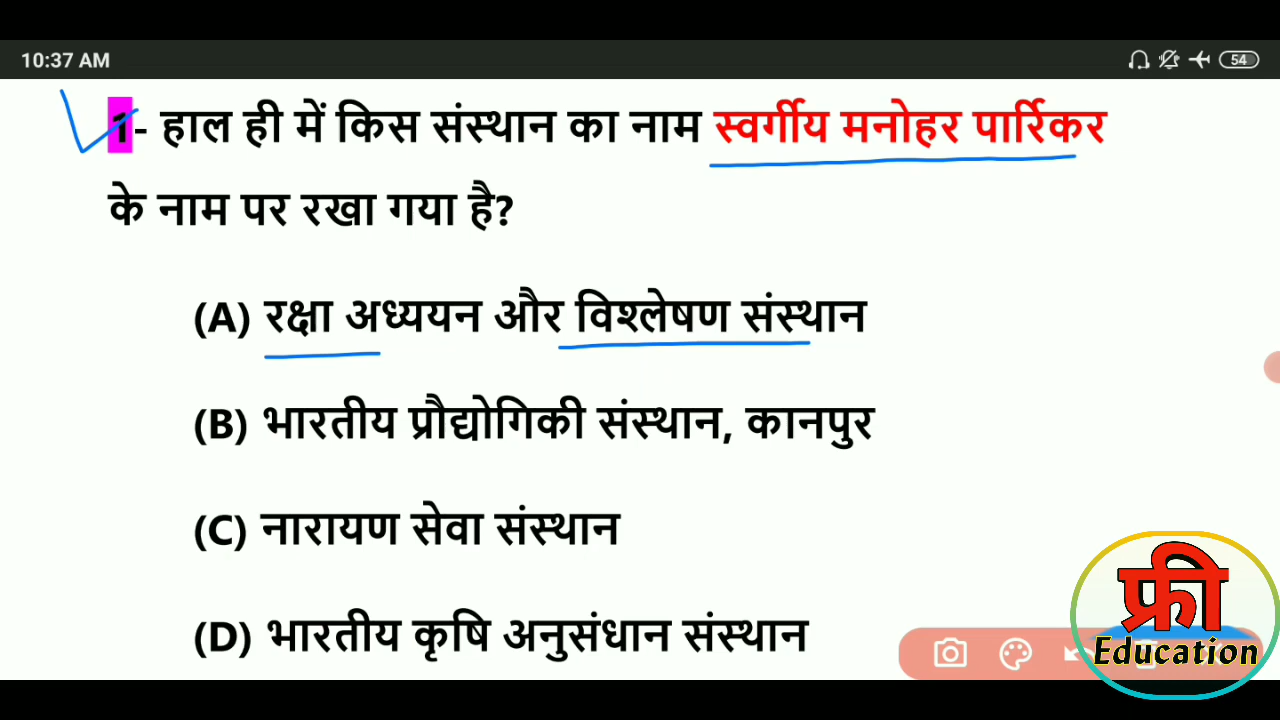 10:37 AM
54
1- हाल ही में किस संस्थान का नाम स्वर्गीय मनोहर पार्रिकर
के नाम पर रखा गया है?
(A) रक्षा अध्ययन और विश्लेषण संस्थान
(B) भारतीय प्रौद्योगिकी संस्थान, कानपुर
(C) नारायण सेवा संस्थान
(D) भारतीय कृषि अनुसंधान संस्थान
फ्री
Education